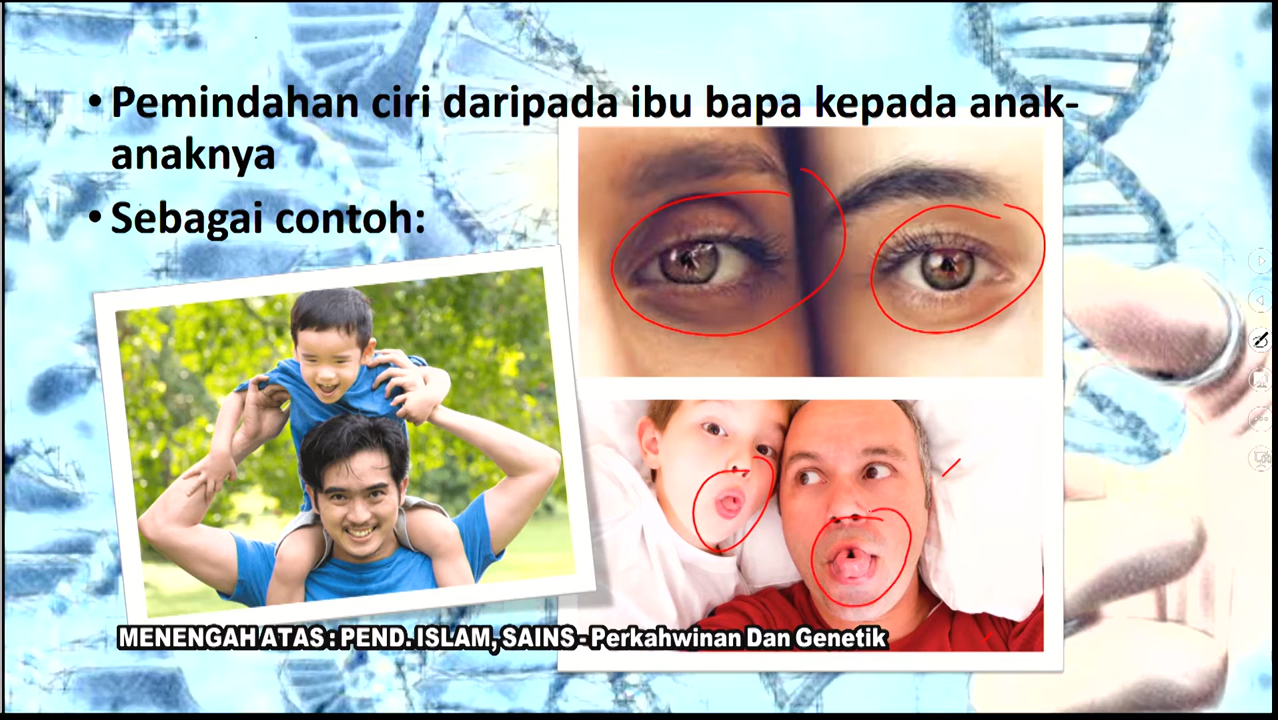 • Pemindahan ciri daripada ibu bapa kepada anak-
anaknya
• Sebagai contoh:
MENENGAH ATAS : PEND. ISLAM, SAINS - Perkahwinan Dan Genetik